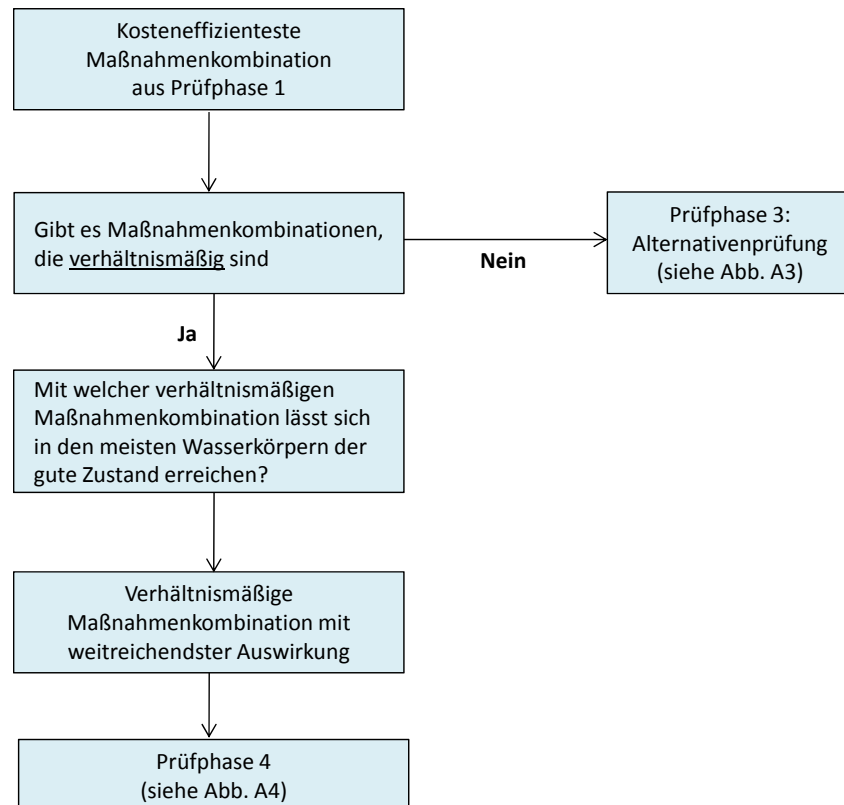 Kosteneffizienteste
Maßnahmenkombination
aus Prüfphase 1
Gibt es Maßnahmenkombinationen,
die verhältnismäßig sind
Nein
Prüfphase 3:
Alternativenprüfung
(siehe Abb. A3)
Ja
Mit welcher verhältnismäßigen
Maßnahmenkombination lässt sich
in den meisten Wasserkörpern der
gute Zustand erreichen?
Verhältnismäßige
Maßnahmenkombination mit
weitreichendster Auswirkung
Prüfphase 4
(siehe Abb. A4)